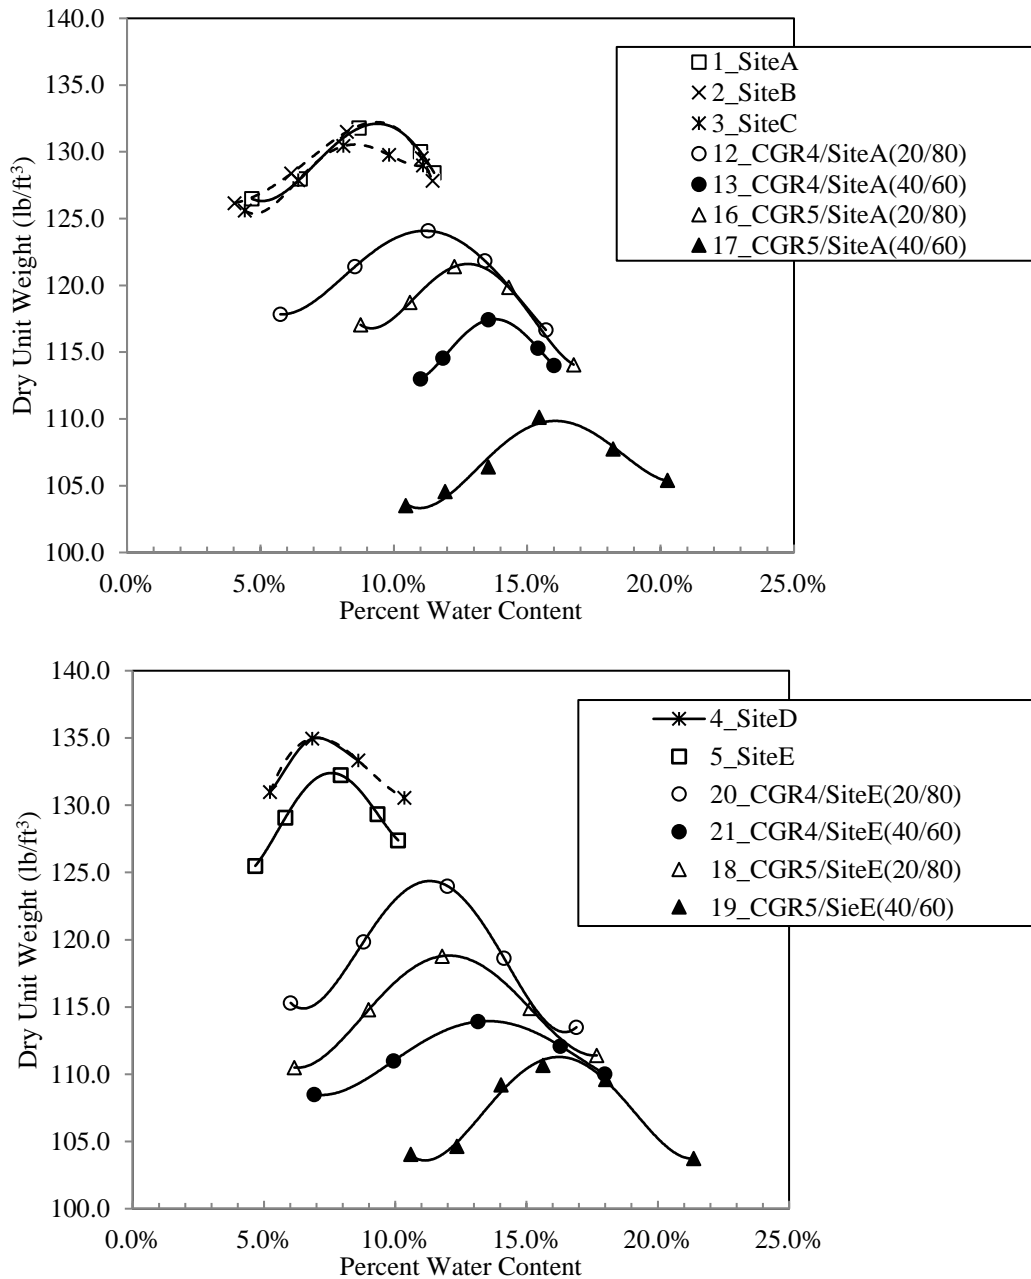 140.0
135.0
130.0
125.0
120.0
115.0
110.0
105.0
100.0
Dry Unit Weight (lb/ft³)
1_SiteA
2_SiteB
3_SiteC
12_CGR4/SiteA(20/80)
13_CGR4/SiteA(40/60)
16_CGR5/SiteA(20/80)
17_CGR5/SiteA(40/60)
0.0% 5.0% 10.0% 15.0% 20.0% 25.0%
Percent Water Content
140.0
135.0
130.0
125.0
120.0
115.0
110.0
105.0
100.0
Dry Unit Weight (lb/ft³)
4_SiteD
5_SiteE
20_CGR4/SiteE(20/80)
21_CGR4/SiteE(40/60)
18_CGR5/SiteE(20/80)
19_CGR5/SieE(40/60)
0.0% 5.0% 10.0% 15.0% 20.0% 25.0%
Percent Water Content